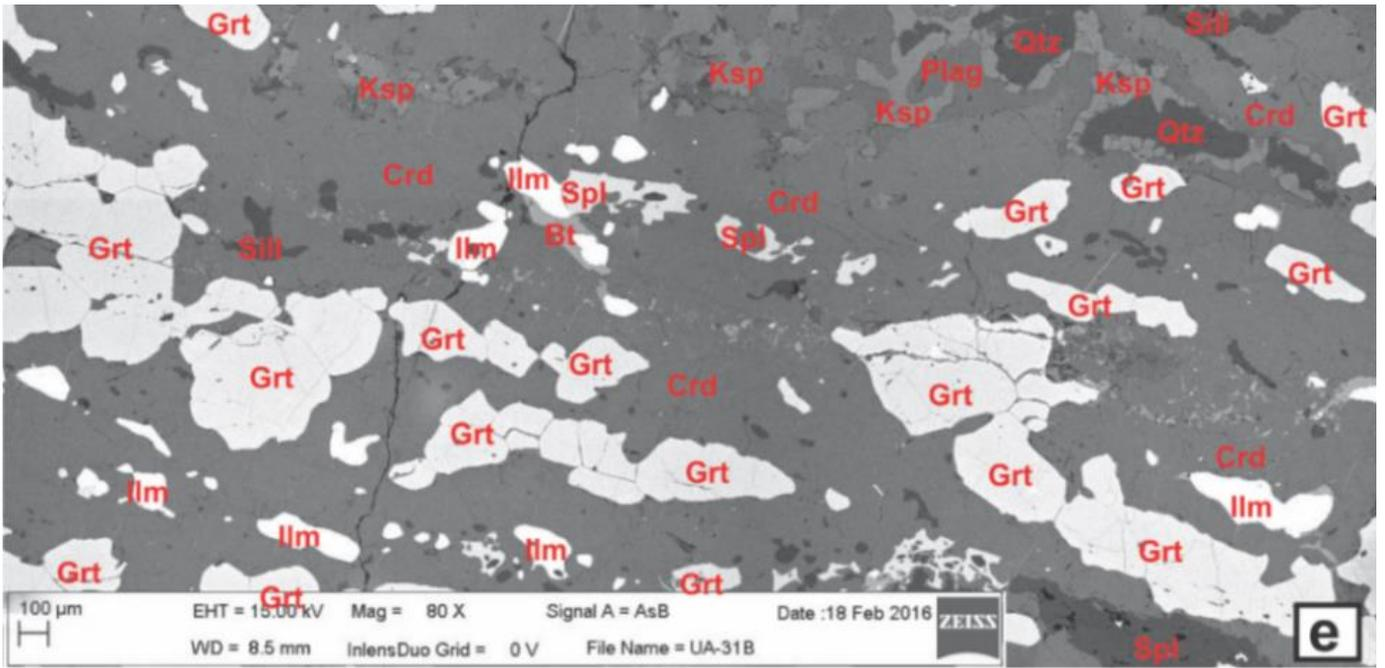 Grt
Sill
Qtz
Ksp
Ksp
Plag
Ksp
Ksp
Crd
Grt
Qtz
Crd
Ilm
Spl
Crd
Grt
Grt
Grt
Sill
Ilm
Bt
Spl
Grt
Grt
Grt
Grt
Grt
Crd
Grt
Grt
Grt
Grt
Crd
Ilm
Ilm
Ilm
Ilm
Grt
Grt
Grt
Grt
Grt
100 µm
EHT = 15.00 kV Mag = 80 X Signal A = AsB Date :18 Feb 2016
ZEISS
WD = 8.5 mm InlensDuo Grid = 0 V File Name = UA-31B
Spl
e